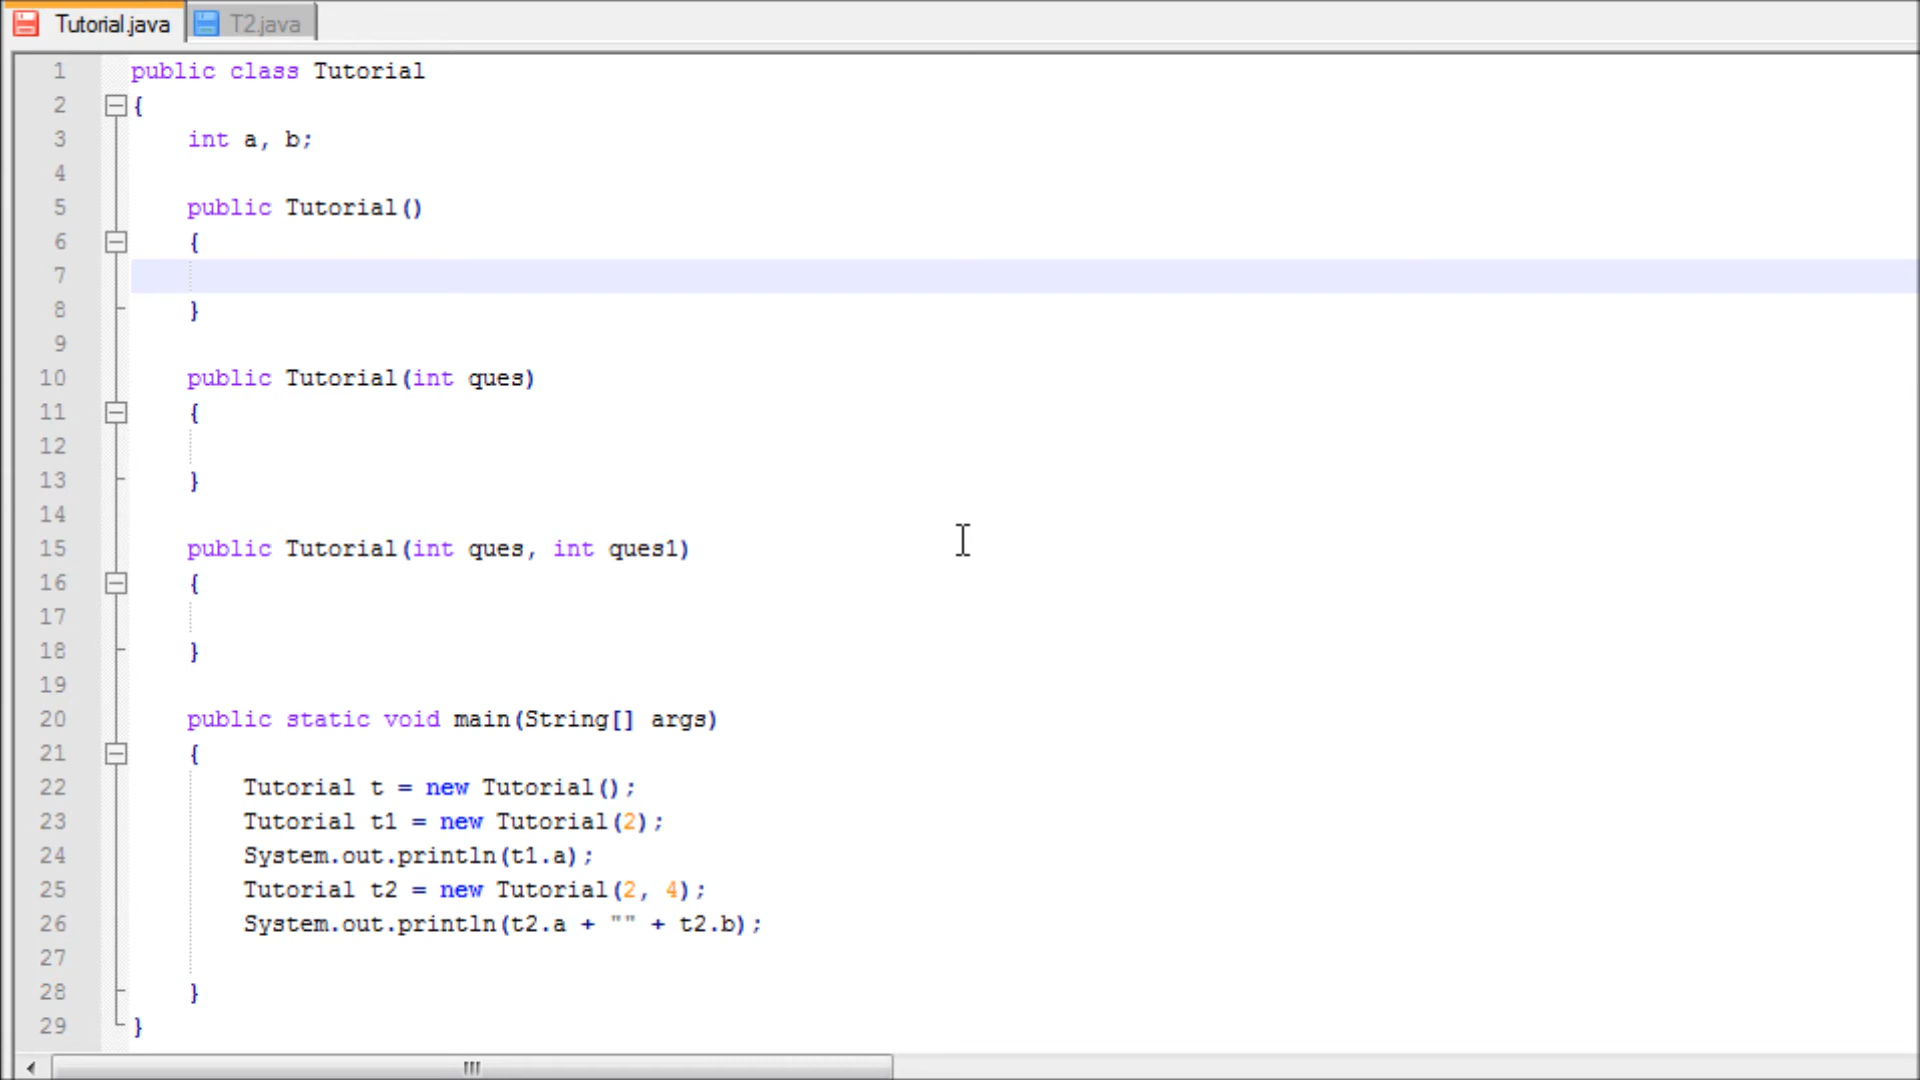 Tutorial.java T2.java
1 public class Tutorial
2 {
3 int a, b;
4
5 public Tutorial()
6 {
7
8 }
9
10 public Tutorial(int ques)
11 {
12
13 }
14
15 public Tutorial(int ques, int ques1)
16 {
17
18 }
19
20 public static void main(String[] args)
21 {
22 Tutorial t = new Tutorial();
23 Tutorial t1 = new Tutorial(2);
24 System.out.println(t1.a);
25 Tutorial t2 = new Tutorial(2, 4);
26 System.out.println(t2.a + "" + t2.b);
27
28 }
29 }